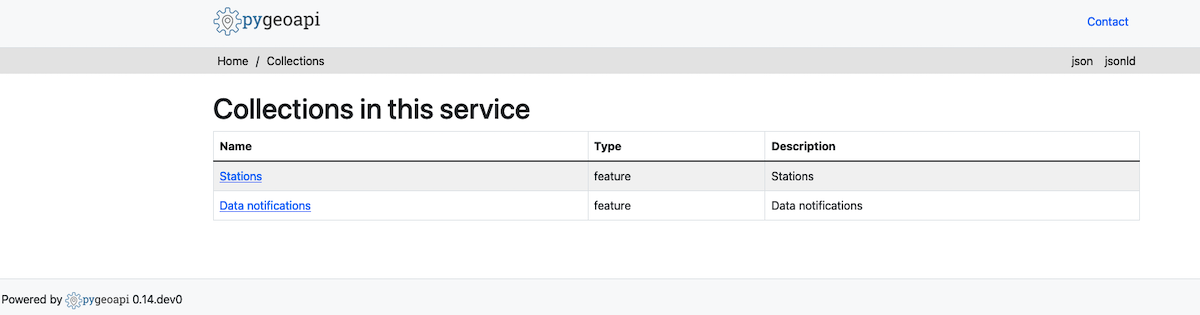 pygeoapi
Contact
Home / Collections
json jsonld
Collections in this service
Name Type Description
Stations feature Stations
Data notifications feature Data notifications
Powered by pygeoapi 0.14.dev0